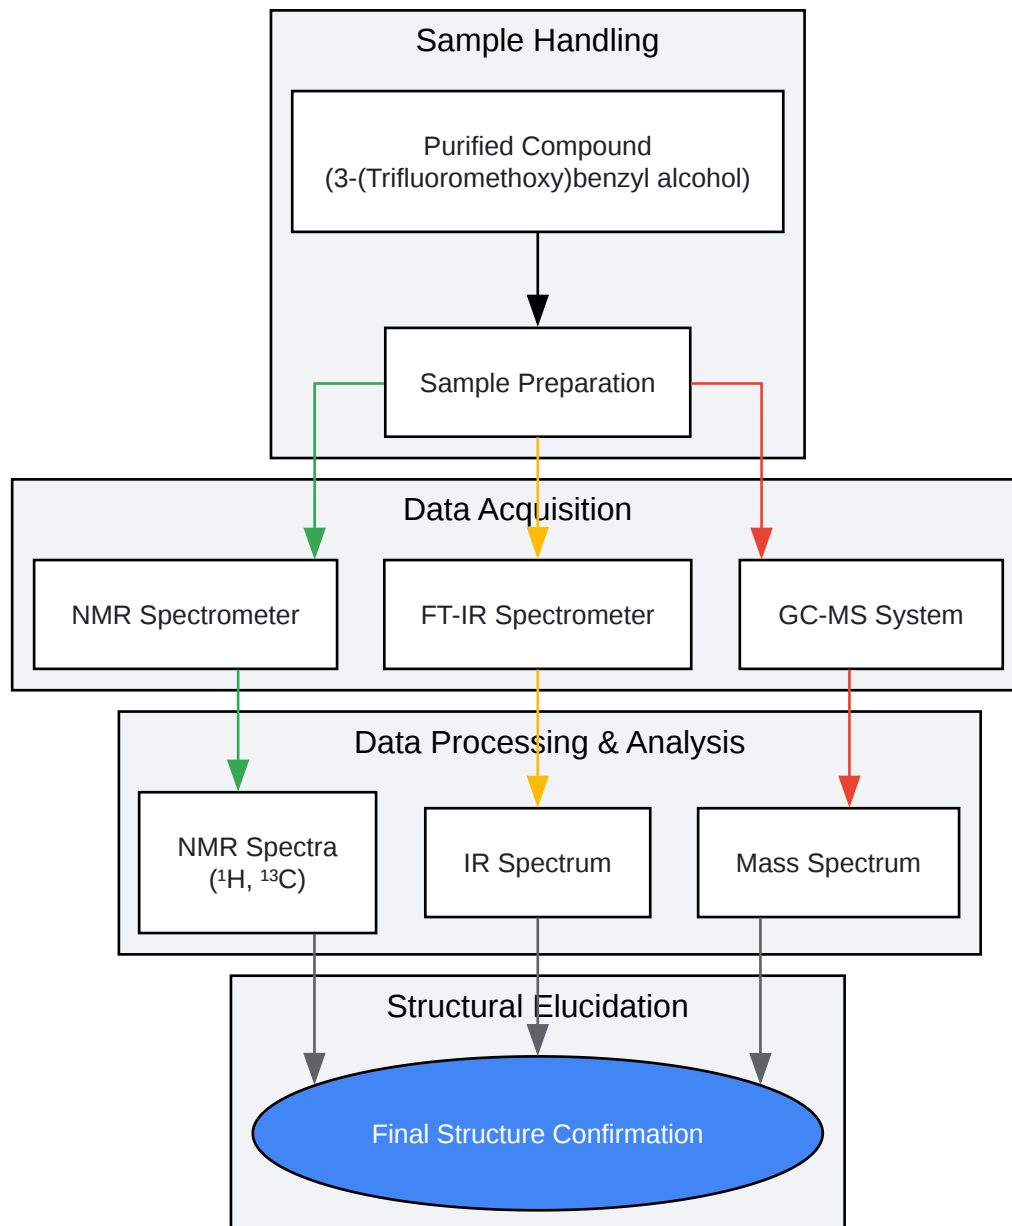 Sample Handling
Purified Compound
(3-(Trifluoromethoxy)benzyl alcohol)
Sample Preparation
Data Acquisition
NMR Spectrometer
FT-IR Spectrometer
GC-MS System
Data Processing & Analysis
NMR Spectra
(¹H, ¹³C)
IR Spectrum
Mass Spectrum
Structural Elucidation
Final Structure Confirmation